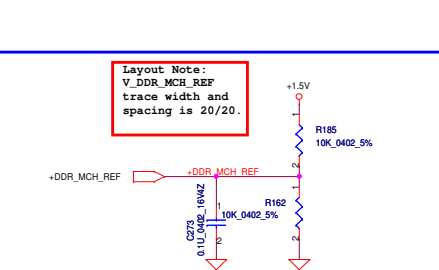 Layout Note:
V_DDR_MCH_REF
trace width and
spacing is 20/20.
+1.5V
1
R185
10K_0402_5%
2
+DDR_MCH_REF
+DDR_MCH_REF
1
R162
10K_0402_5%
2
C273
0.1U_0402_16V4Z
1
2